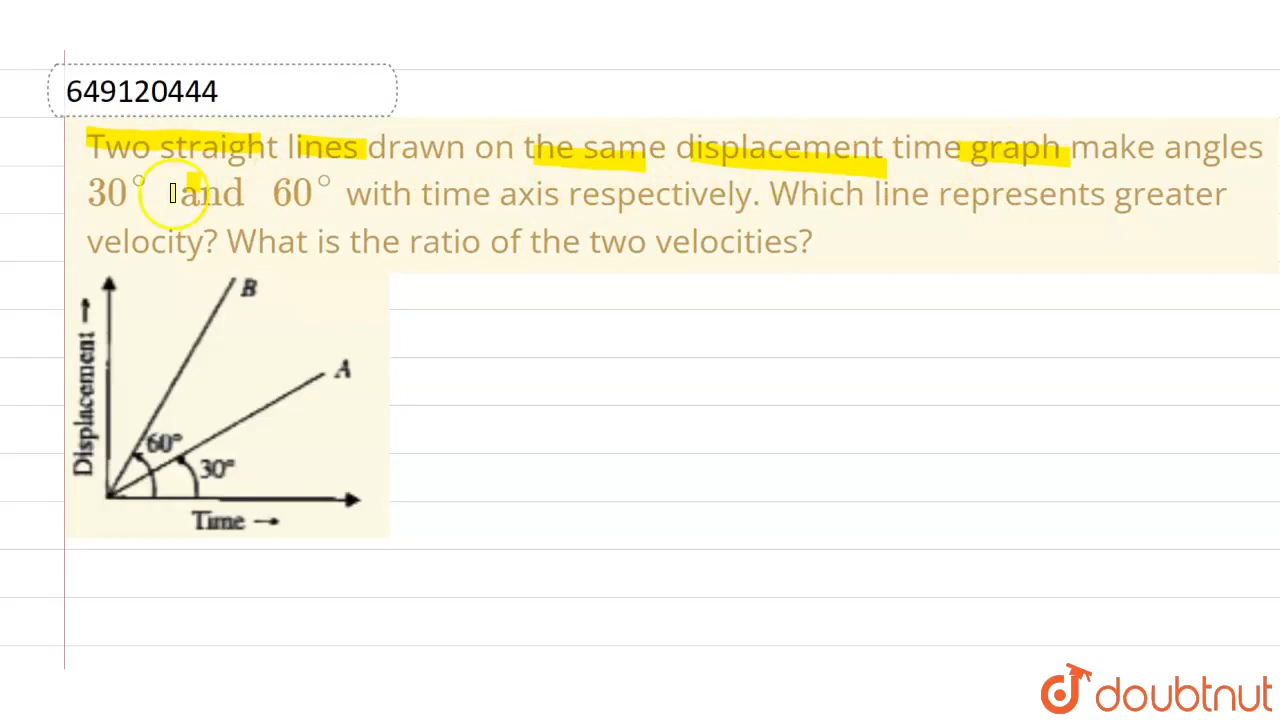 649120444
Two straight lines drawn on the same displacement time graph make angles
30° and 60° with time axis respectively. Which line represents greater
velocity? What is the ratio of the two velocities?
B
A
Displacement →
60°
30°
Time →
doubtnut